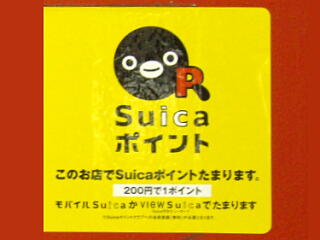 R
Suica
ポイント
このお店でSuicaポイントたまります。
200円で1ポイント
モバイルSuicaかVIEW Suicaでたまります